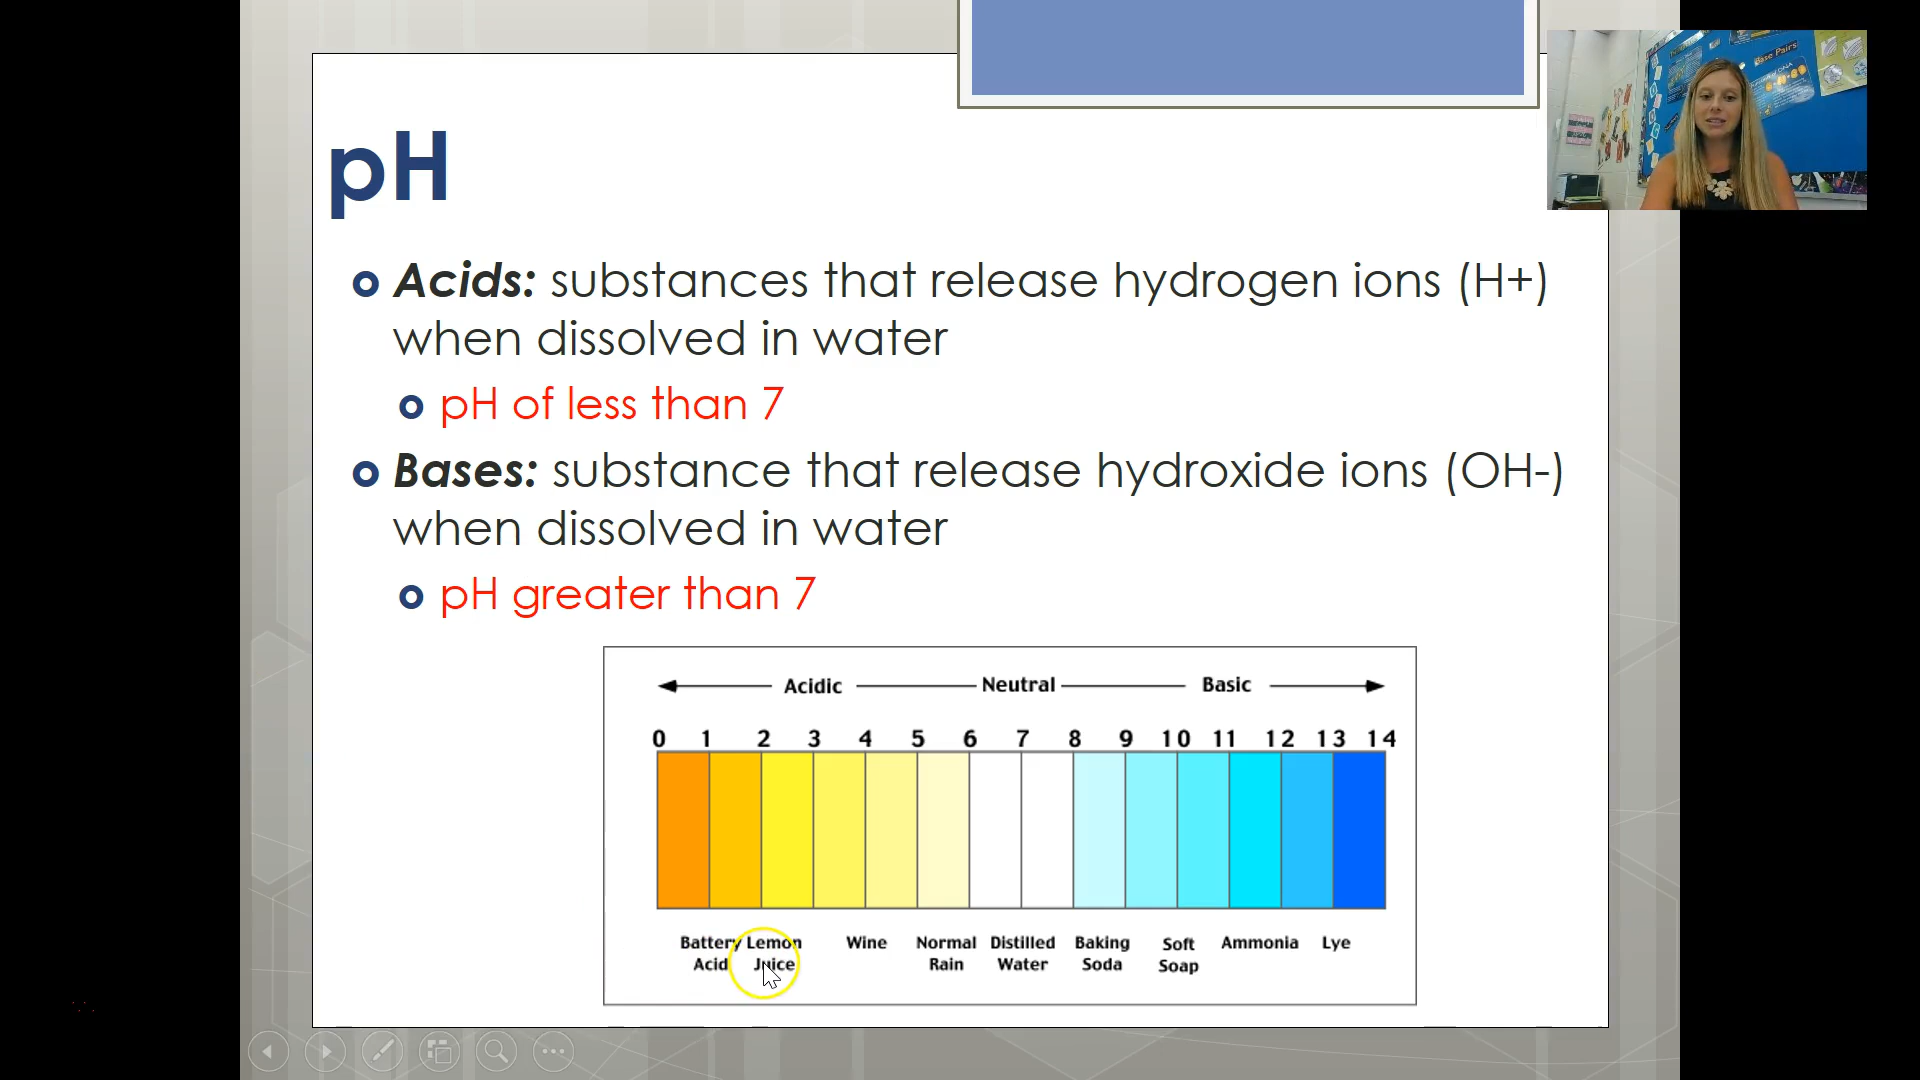 pH
Acids: substances that release hydrogen ions (H+)
when dissolved in water
pH of less than 7
Bases: substance that release hydroxide ions (OH-)
when dissolved in water
pH greater than 7
Acidic Neutral Basic
0 1 2 3 4 5 6 7 8 9 10 11 12 13 14
Battery Lemon Wine Normal Distilled Baking Soft Ammonia Lye
Acid Juice Rain Water Soda Soap
Base Pairs